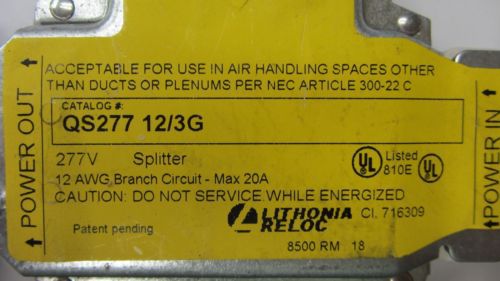 ACCEPTABLE FOR USE IN AIR HANDLING SPACES OTHER
THAN DUCTS OR PLENUMS PER NEC ARTICLE 300-22 C
POWER OUT
CATALOG #:
QS277 12/3G
POWER IN
277V Splitter
UL Listed
810E
UL
12 AWG Branch Circuit - Max 20A
CAUTION: DO NOT SERVICE WHILE ENERGIZED
LITHONIA
RELOC
CI. 716309
Patent pending
8500 RM 18